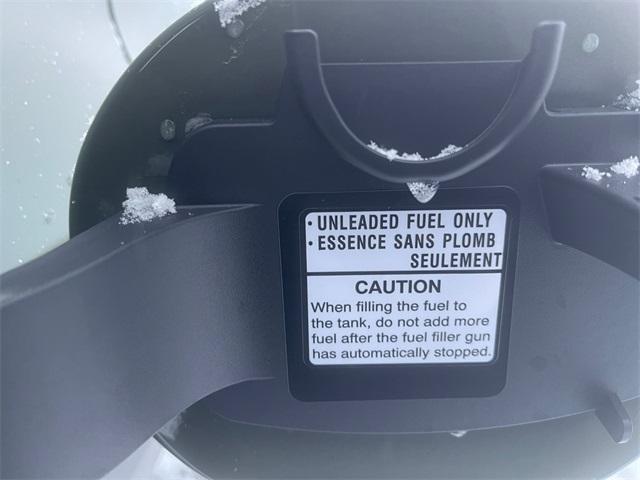 · UNLEADED FUEL ONLY
· ESSENCE SANS PLOMB
SEULEMENT
CAUTION
When filling the fuel to
the tank, do not add more
fuel after the fuel filler gun
has automatically stopped.